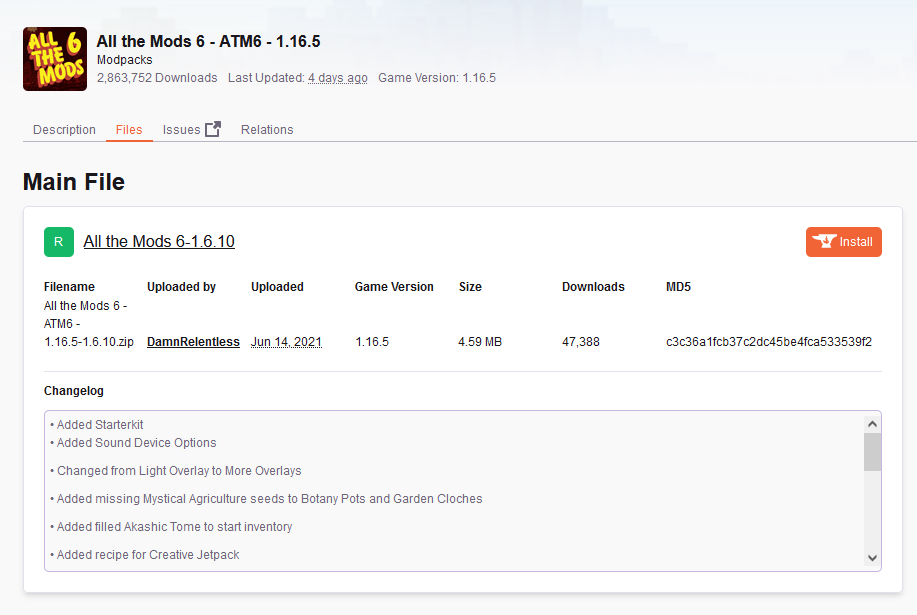 ALL 6
THE
MODS
All the Mods 6 - ATM6 - 1.16.5
Modpacks
2,863,752 Downloads Last Updated: 4 days ago Game Version: 1.16.5
Description Files Issues Relations
Main File
R All the Mods 6-1.6.10 Install
Filename Uploaded by Uploaded Game Version Size Downloads MD5
All the Mods 6 -
ATM6 -
1.16.5-1.6.10.zip DamnRelentless Jun 14, 2021 1.16.5 4.59 MB 47,388 c3c36a1fcb37c2dc45be4fca533539f2
Changelog
• Added Starterkit
• Added Sound Device Options
• Changed from Light Overlay to More Overlays
• Added missing Mystical Agriculture seeds to Botany Pots and Garden Cloches
• Added filled Akashic Tome to start inventory
• Added recipe for Creative Jetpack